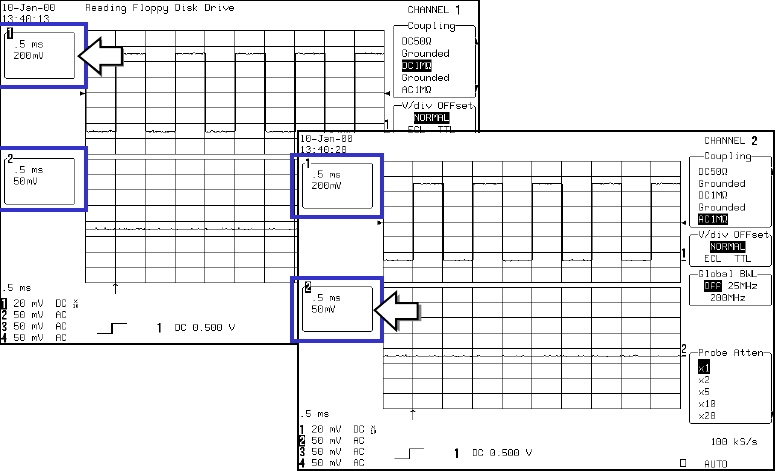 10-Jan-00
13:40:13
Reading Floppy Disk Drive
CHANNEL 1
1
.5 ms
200mV
2
.5 ms
50mV
Coupling
DC50Ω
Grounded
DC1MΩ
Grounded
AC1MΩ
V/div OFFset
NORMAL
ECL TTL
1
.5 ms
1 20 mV DC
2 50 mV AC
3 50 mV AC
4 50 mV AC
1 DC 0.500 V
10-Jan-00
13:40:28
CHANNEL 2
1
.5 ms
200mV
2
.5 ms
50mV
1
2
Coupling
DC50Ω
Grounded
DC1MΩ
Grounded
AC1MΩ
V/div OFFset
NORMAL
ECL TTL
Global BWL
OFF 25MHz
200MHz
Probe Atten
x1
x2
x5
x10
x20
.5 ms
1 20 mV DC
2 50 mV AC
3 50 mV AC
4 50 mV AC
1 DC 0.500 V
100 kS/s
AUTO